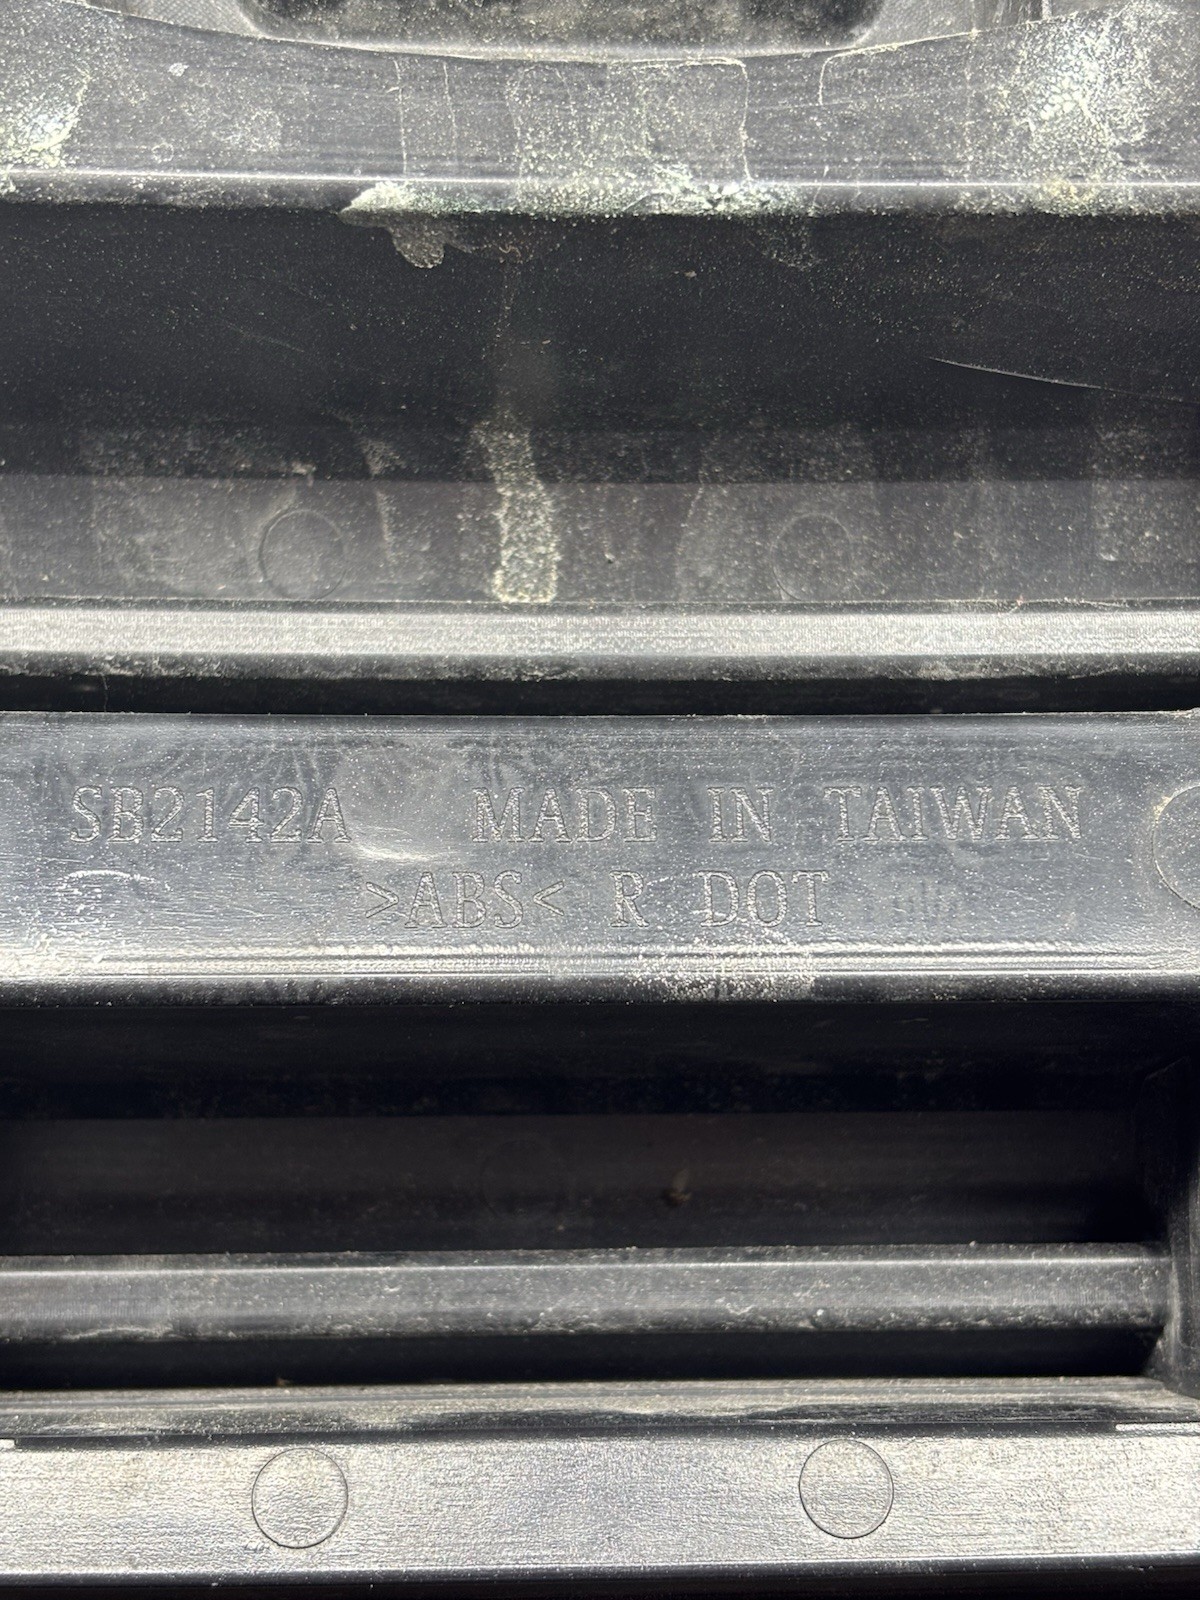 SB2142A MADE IN TAIWAN
>ABS< R DOT